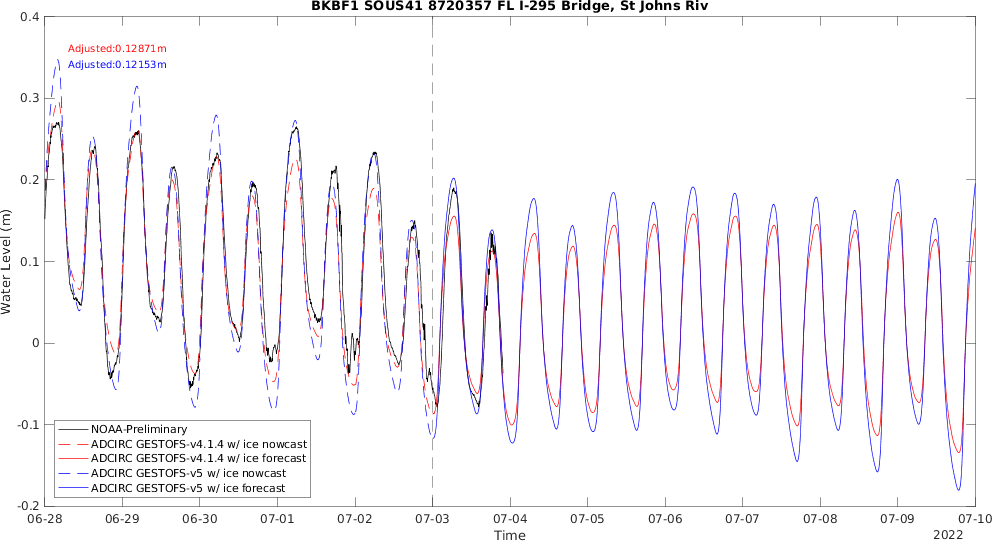 BKBF1 SOUS41 8720357 FL I-295 Bridge, St Johns Riv
0.4
0.3
0.2
0.1
0
-0.1
-0.2
Water Level (m)
Adjusted:0.12871m
Adjusted:0.12153m
NOAA-Preliminary
ADCIRC GESTOFS-v4.1.4 w/ ice nowcast
ADCIRC GESTOFS-v4.1.4 w/ ice forecast
ADCIRC GESTOFS-v5 w/ ice nowcast
ADCIRC GESTOFS-v5 w/ ice forecast
06-28 06-29 06-30 07-01 07-02 07-03 07-04 07-05 07-06 07-07 07-08 07-09 07-10
Time
2022